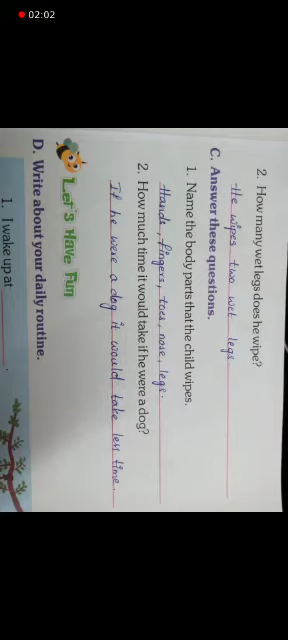 02:02
2. How many wet legs does he wipe?
He wipes two wet legs
C. Answer these questions.
1. Name the body parts that the child wipes.
Hands, fingers, toes, nose, legs.
2. How much time it would take if he were a dog?
If he were a dog it would take less time.
Let's Have Fun
D. Write about your daily routine.
1. I wake up at .